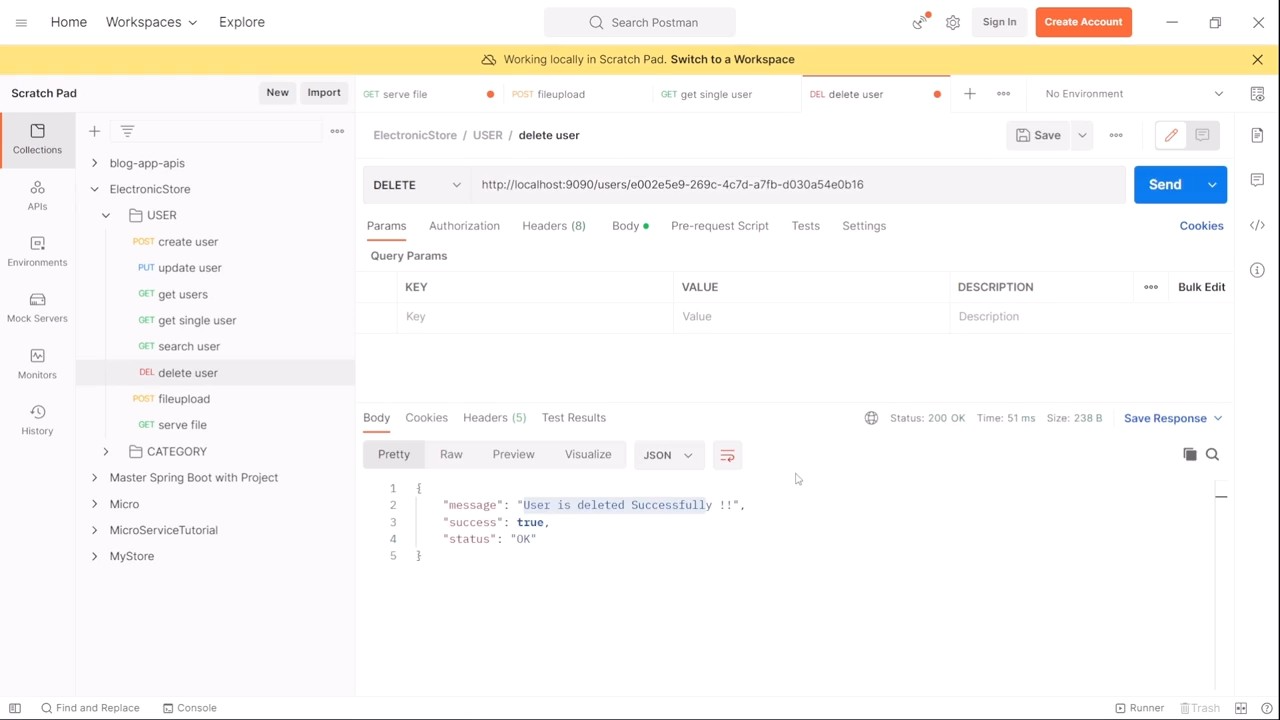 Home Workspaces Explore Search Postman Sign In Create Account
Working locally in Scratch Pad. Switch to a Workspace
Scratch Pad New Import
GET serve file POST fileupload GET get single user DEL delete user No Environment
Collections
APIs
Environments
Mock Servers
Monitors
History
blog-app-apis
ElectronicStore
USER
POST create user
PUT update user
GET get users
GET get single user
GET search user
DEL delete user
POST fileupload
GET serve file
CATEGORY
Master Spring Boot with Project
Micro
MicroServiceTutorial
MyStore
ElectronicStore / USER / delete user Save
DELETE http://localhost:9090/users/e002e5e9-269c-4c7d-a7fb-d030a54e0b16 Send
Params Authorization Headers (8) Body Pre-request Script Tests Settings Cookies
Query Params
KEY VALUE DESCRIPTION Bulk Edit
Key Value Description
Body Cookies Headers (5) Test Results Status: 200 OK Time: 51 ms Size: 238 B Save Response
Pretty Raw Preview Visualize JSON
1 {
2 "message": "User is deleted Successfully !!",
3 "success": true,
4 "status": "OK"
5 }
Find and Replace Console Runner Trash